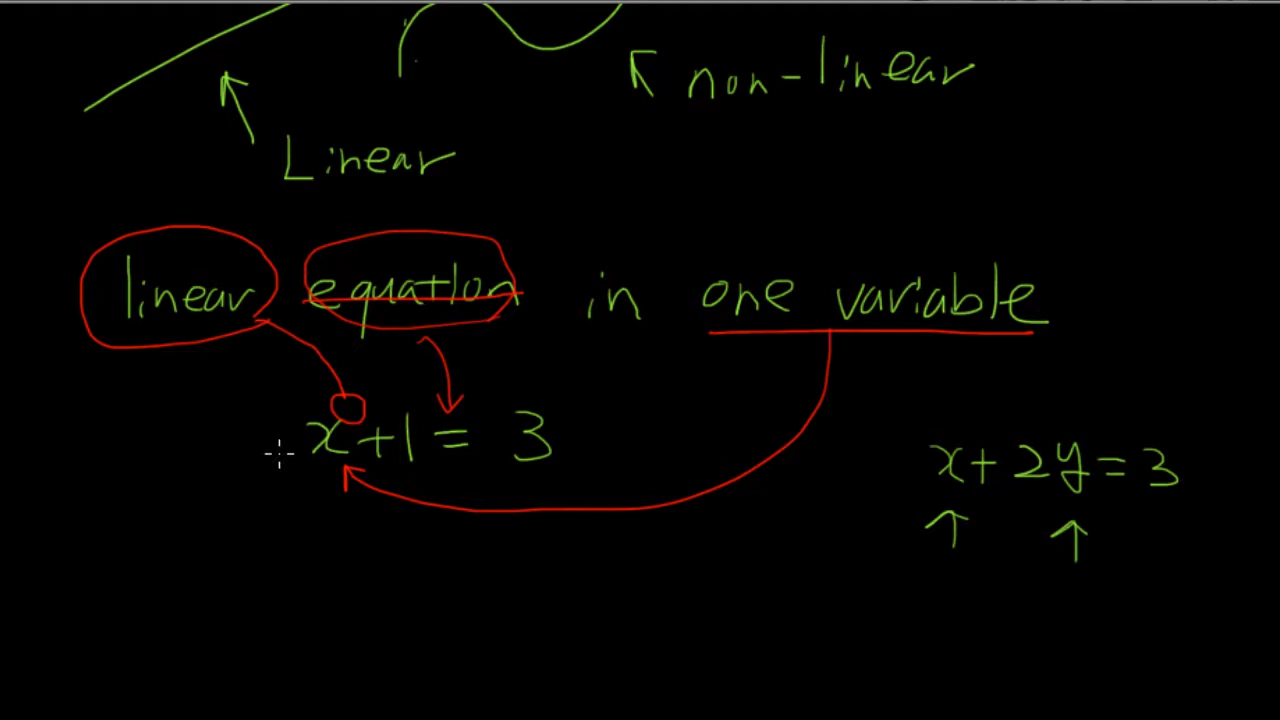 non-linear
Linear
linear equation in one variable
x+1=3
x+2y=3